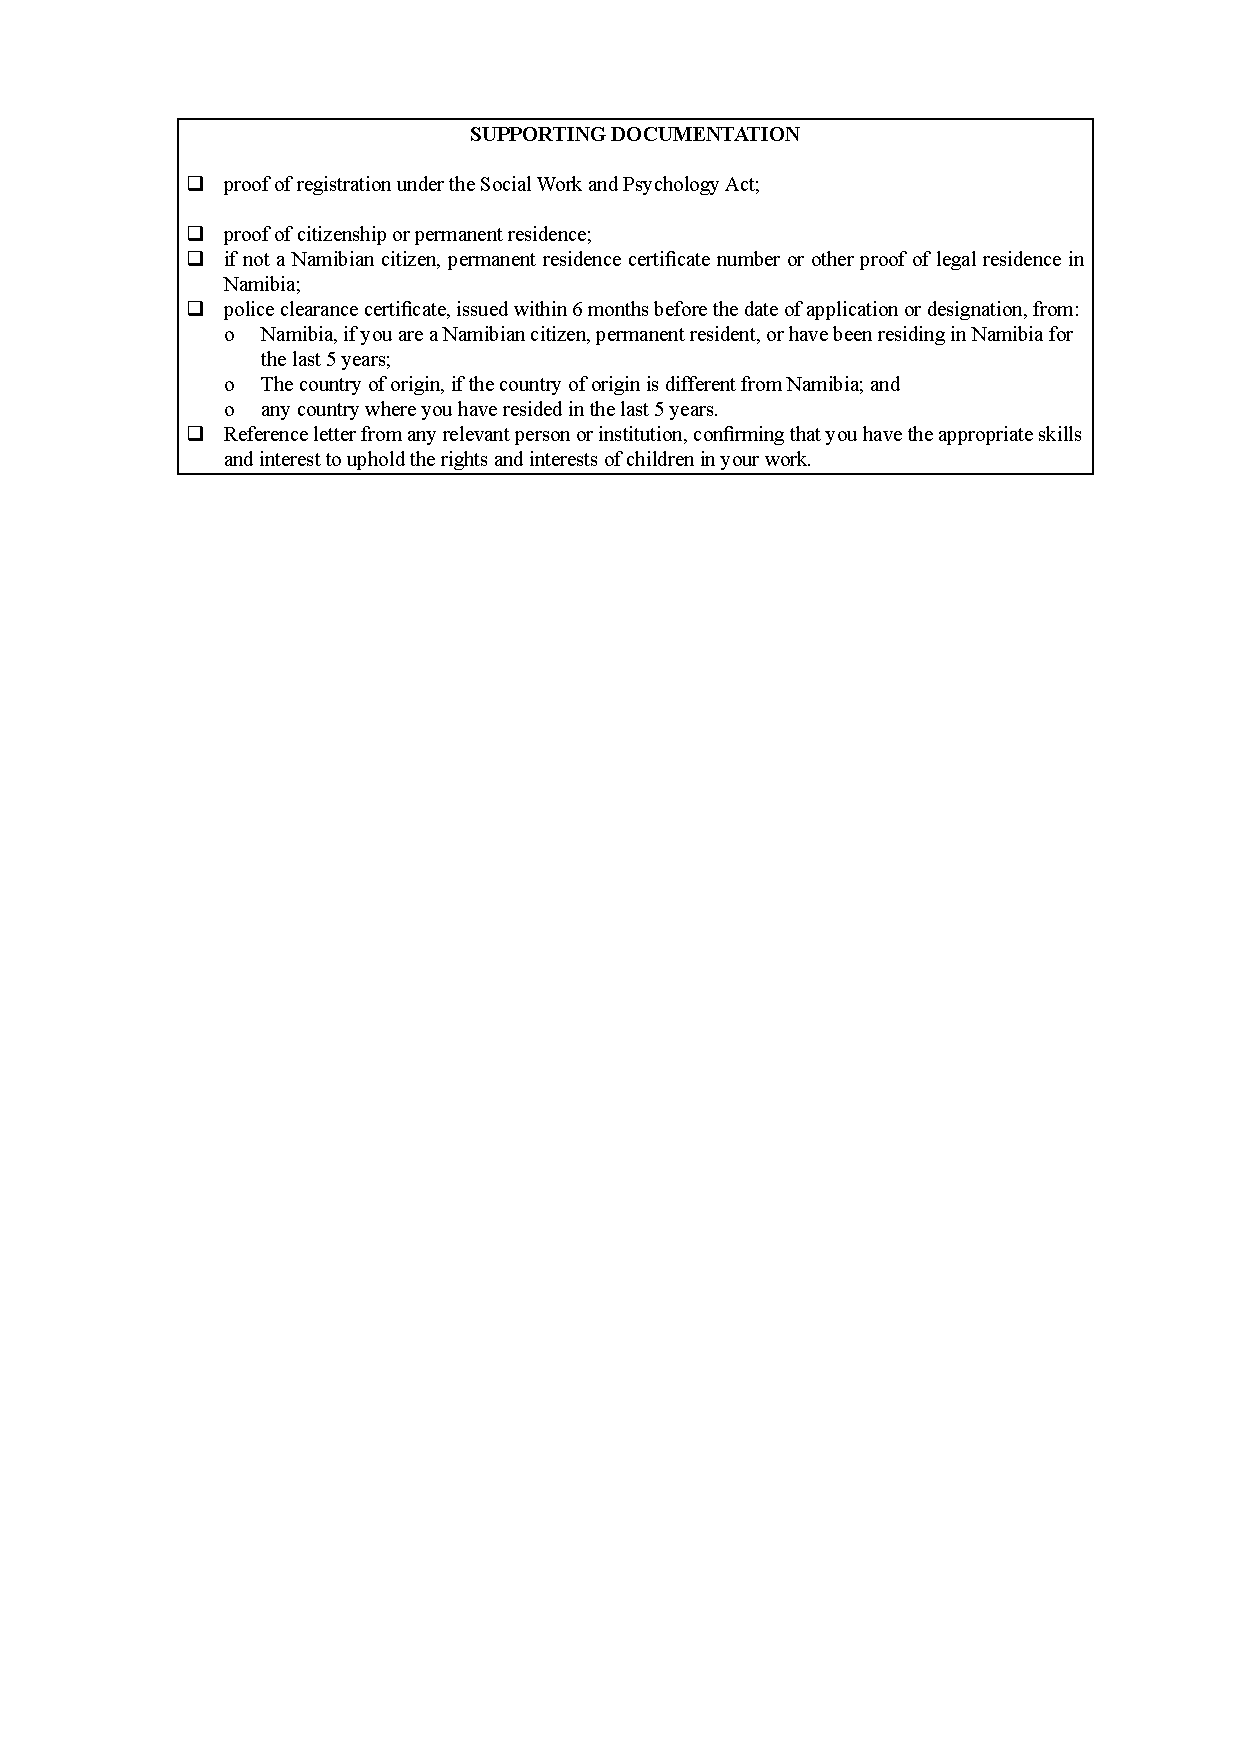 SUPPORTING DOCUMENTATION
❑ proof of registration under the Social Work and Psychology Act;
❑ proof of citizenship or permanent residence;
❑ if not a Namibian citizen, permanent residence certificate number or other proof of legal residence in
Namibia;
❑ police clearance certificate, issued within 6 months before the date of application or designation, from:
o Namibia, if you are a Namibian citizen, permanent resident, or have been residing in Namibia for
the last 5 years;
o The country of origin, if the country of origin is different from Namibia; and
o any country where you have resided in the last 5 years.
❑ Reference letter from any relevant person or institution, confirming that you have the appropriate skills
and interest to uphold the rights and interests of children in your work.